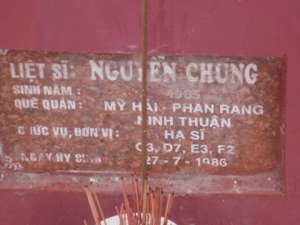 LIỆT SĨ: NGUYỄN CHUNG
SINH NĂM :
QUÊ QUÁN: MỸ HẢI - PHAN RANG
NINH THUẬN
CHỨC VỤ, ĐƠN VỊ : HẠ SĨ
C3, D7, E3, F2
NGÀY HY SINH 27 - 7 - 1986